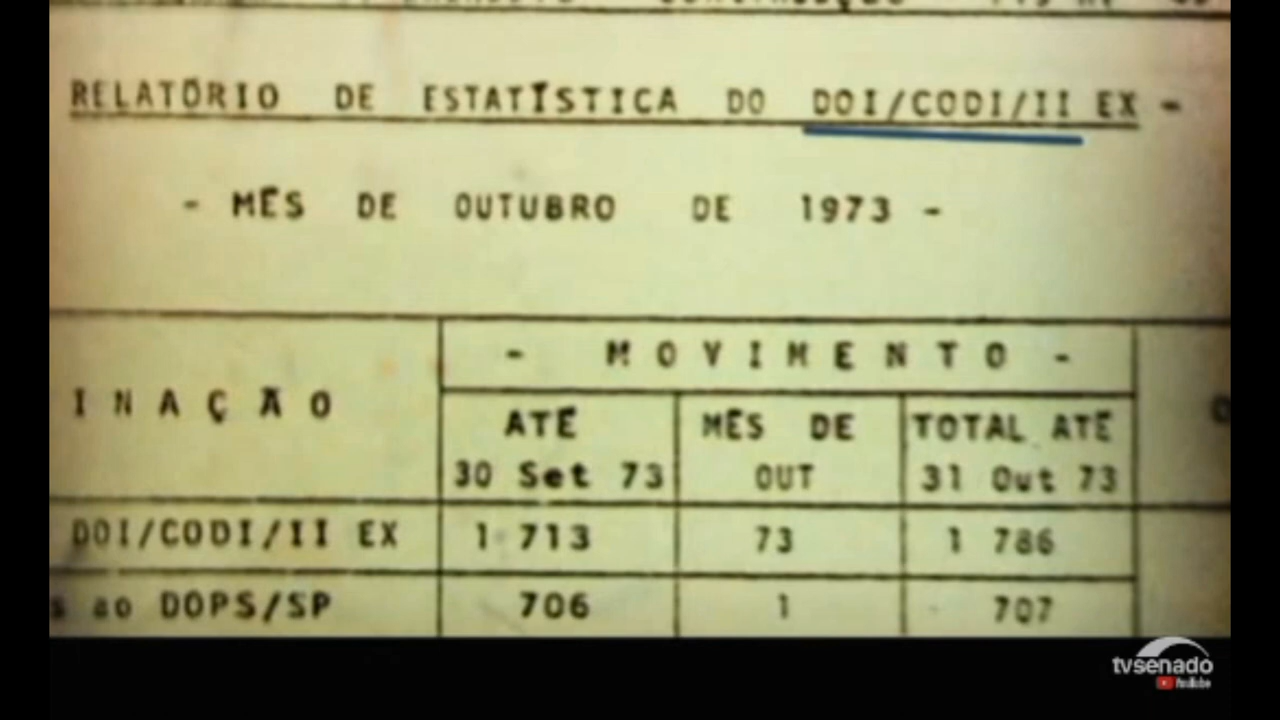 RELATÓRIO DE ESTATÍSTICA DO DOI/CODI/II EX -
- MÊS DE OUTUBRO DE 1973 -
- MOVIMENTO -
INAÇÃO
ATÉ 30 Set 73
MÊS DE OUT
TOTAL ATÉ 31 Out 73
DOI/CODI/II EX 1 713 73 1 786
s ao DOPS/SP 706 1 707
tvsenado
YouTube